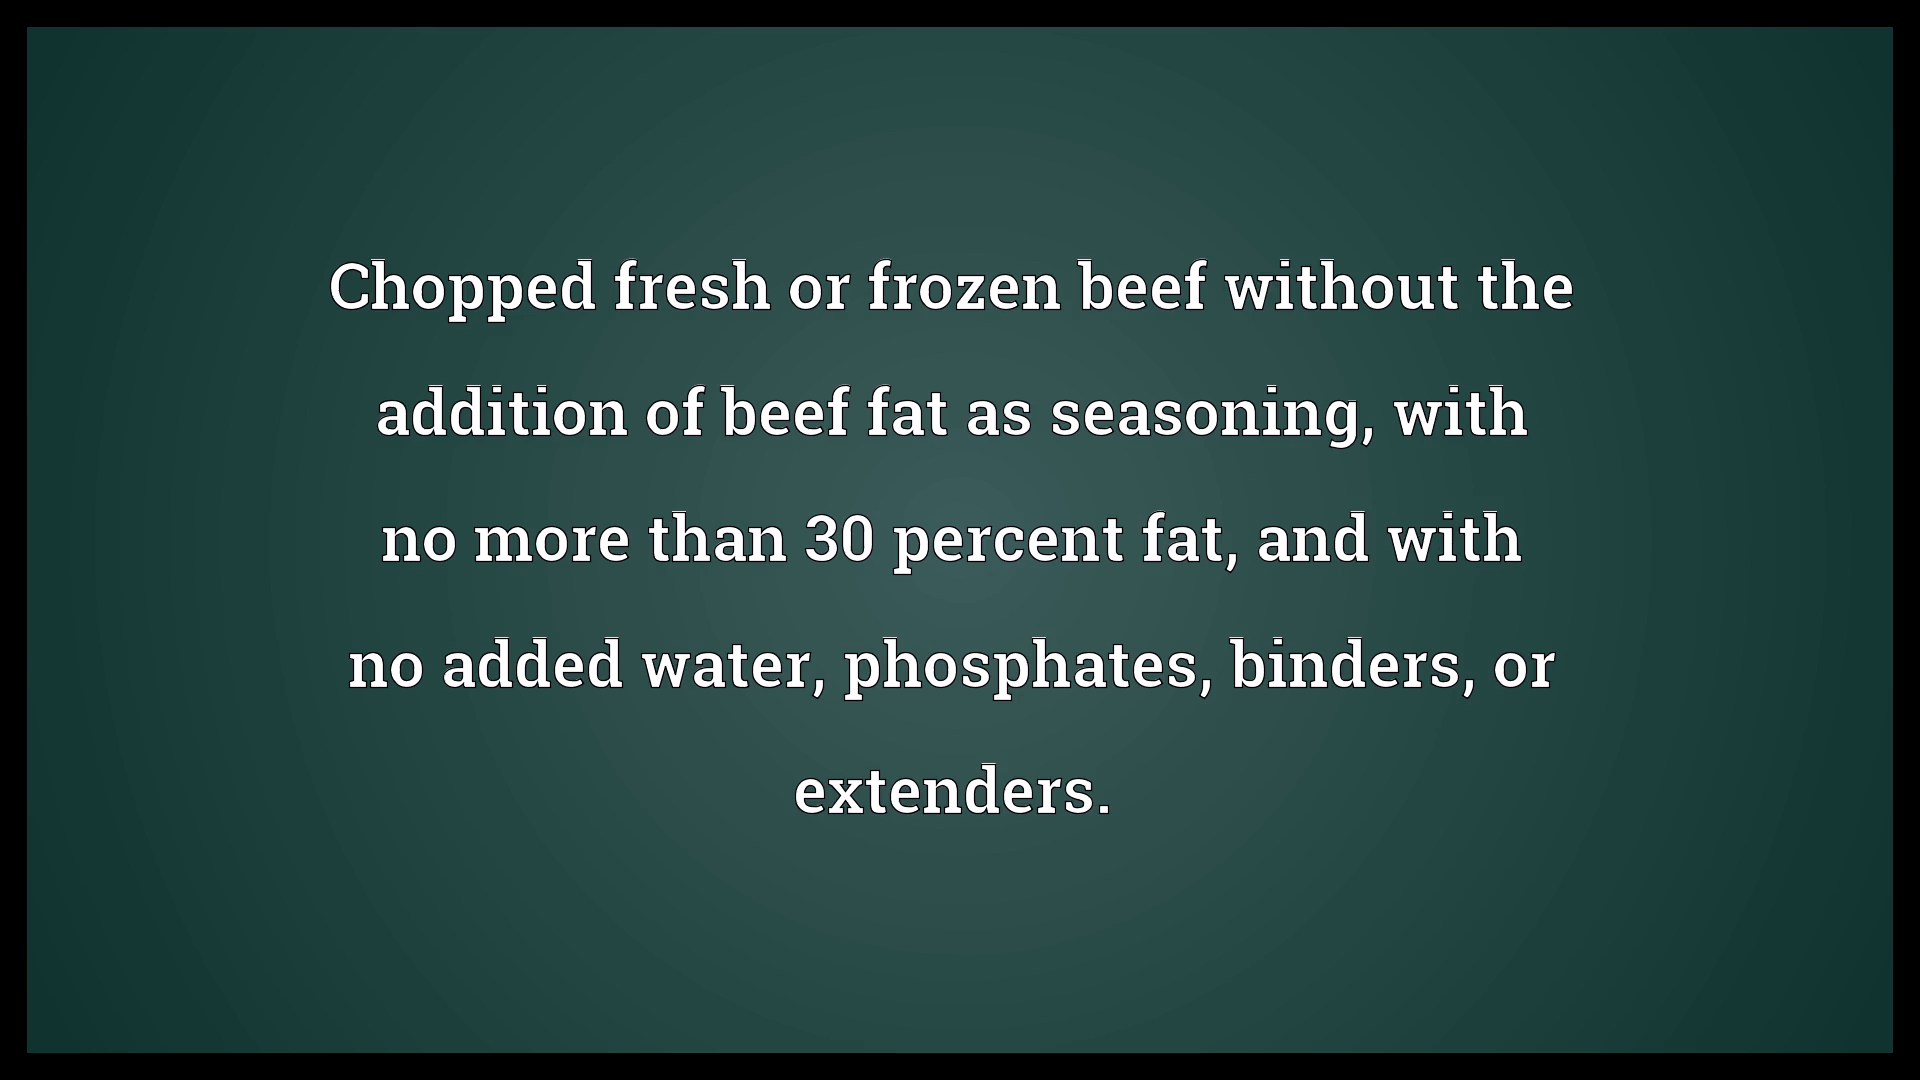 Chopped fresh or frozen beef without the
addition of beef fat as seasoning, with
no more than 30 percent fat, and with
no added water, phosphates, binders, or
extenders.